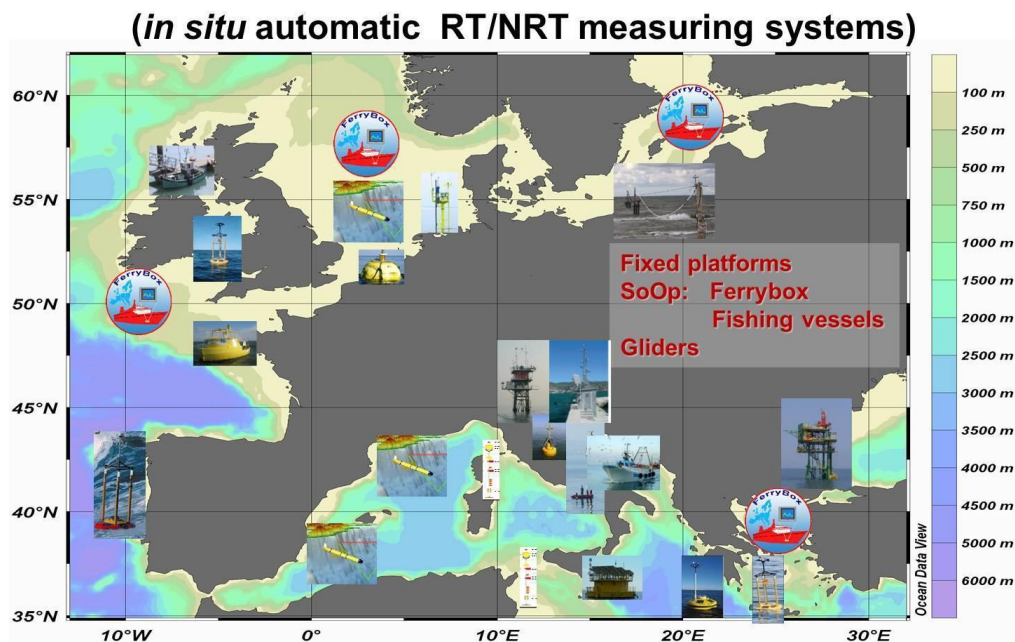 (in situ automatic RT/NRT measuring systems)
60°N
55°N
50°N
45°N
40°N
35°N
10°W
0°
10°E
20°E
30°E
FerryBox
FerryBox
FerryBox
FerryBox
Fixed platforms
SoOp: Ferrybox
Fishing vessels
Gliders
100 m
250 m
500 m
750 m
1000 m
1500 m
2000 m
2500 m
3000 m
3500 m
4000 m
4500 m
5000 m
6000 m
Ocean Data View